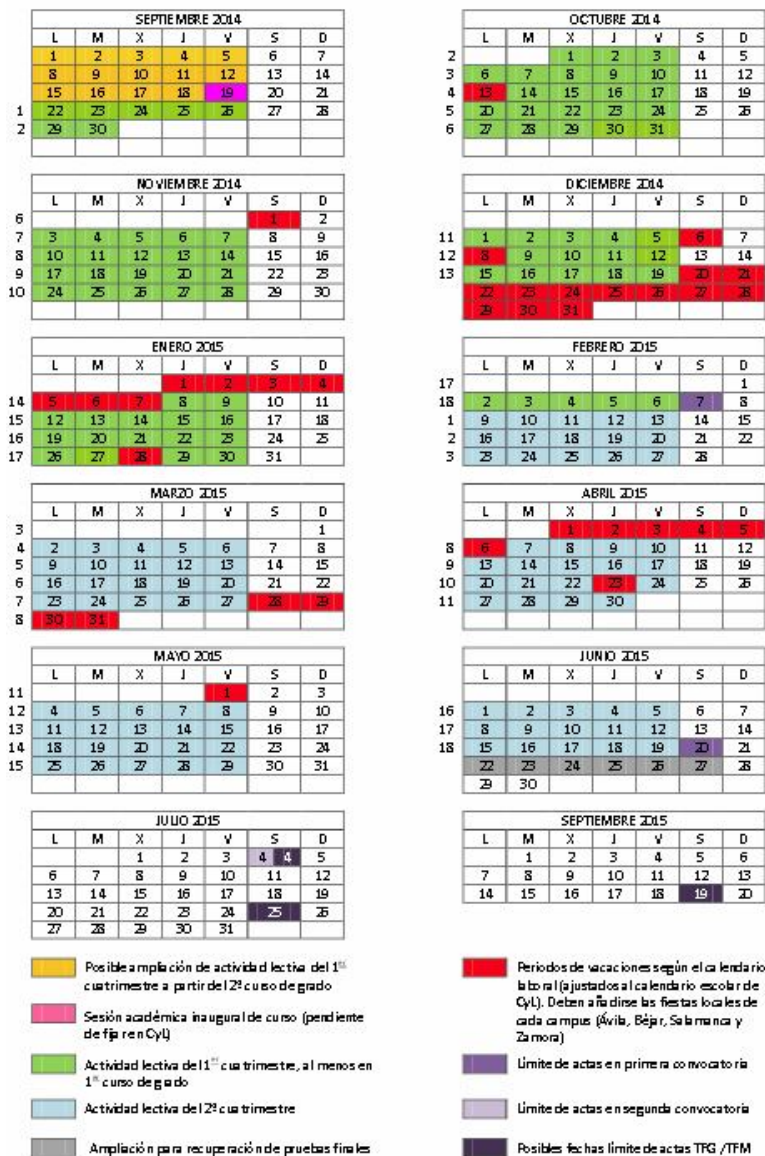 SEPTIEMBRE 2014
L M X J V S D
1 2 3 4 5 6 7
8 9 10 11 12 13 14
15 16 17 18 19 20 21
1 22 23 24 25 26 27 28
2 29 30
OCTUBRE 2014
L M X J V S D
2 1 2 3 4 5
3 6 7 8 9 10 11 12
4 13 14 15 16 17 18 19
5 20 21 22 23 24 25 26
6 27 28 29 30 31
NOVIEMBRE 2014
L M X J V S D
6 1 2
7 3 4 5 6 7 8 9
8 10 11 12 13 14 15 16
9 17 18 19 20 21 22 23
10 24 25 26 27 28 29 30
DICIEMBRE 2014
L M X J V S D
11 1 2 3 4 5 6 7
12 8 9 10 11 12 13 14
13 15 16 17 18 19 20 21
22 23 24 25 26 27 28
29 30 31
ENERO 2015
L M X J V S D
1 2 3 4
14 5 6 7 8 9 10 11
15 12 13 14 15 16 17 18
16 19 20 21 22 23 24 25
17 26 27 28 29 30 31
FEBRERO 2015
L M X J V S D
17 1
18 2 3 4 5 6 7 8
1 9 10 11 12 13 14 15
2 16 17 18 19 20 21 22
3 23 24 25 26 27 28
MARZO 2015
L M X J V S D
3 1
4 2 3 4 5 6 7 8
5 9 10 11 12 13 14 15
6 16 17 18 19 20 21 22
7 23 24 25 26 27 28 29
8 30 31
ABRIL 2015
L M X J V S D
1 2 3 4 5
8 6 7 8 9 10 11 12
9 13 14 15 16 17 18 19
10 20 21 22 23 24 25 26
11 27 28 29 30
MAYO 2015
L M X J V S D
11 1 2 3
12 4 5 6 7 8 9 10
13 11 12 13 14 15 16 17
14 18 19 20 21 22 23 24
15 25 26 27 28 29 30 31
JUNIO 2015
L M X J V S D
16 1 2 3 4 5 6 7
17 8 9 10 11 12 13 14
18 15 16 17 18 19 20 21
22 23 24 25 26 27 28
29 30
JULIO 2015
L M X J V S D
1 2 3 4 4 5
6 7 8 9 10 11 12
13 14 15 16 17 18 19
20 21 22 23 24 25 26
27 28 29 30 31
SEPTIEMBRE 2015
L M X J V S D
1 2 3 4 5 6
7 8 9 10 11 12 13
14 15 16 17 18 19 20
Posible ampliación de actividad lectiva del 1er
cuatrimestre a partir del 2º curso de grado
Sesión académica inaugural de curso (pendiente
de fijar en CyL)
Actividad lectiva del 1er cuatrimestre, al menos en
1er curso de grado
Actividad lectiva del 2º cuatrimestre
Ampliación para recuperación de pruebas finales
Periodos de vacaciones según el calendario
laboral (ajustados al calendario escolar de
CyL). Deben añadirse las fiestas locales de
cada campus (Ávila, Béjar, Salamanca y
Zamora)
Límite de actas en primera convocatoria
Límite de actas en segunda convocatoria
Posibles fechas límite de actas TFG /TFM